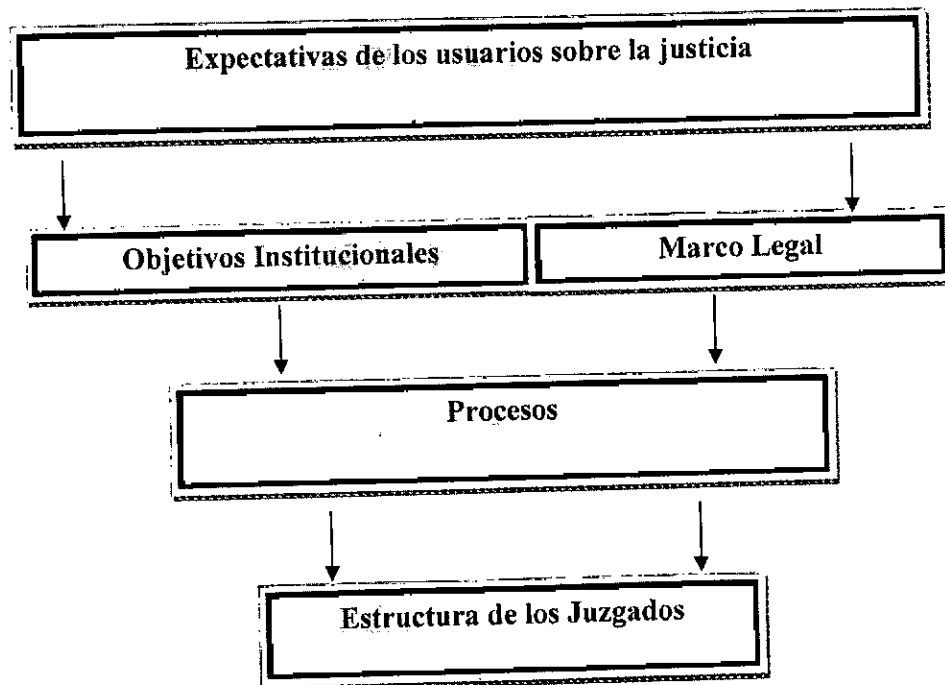 Expectativas de los usuarios sobre la justicia
Objetivos Institucionales
Marco Legal
Procesos
Estructura de los Juzgados